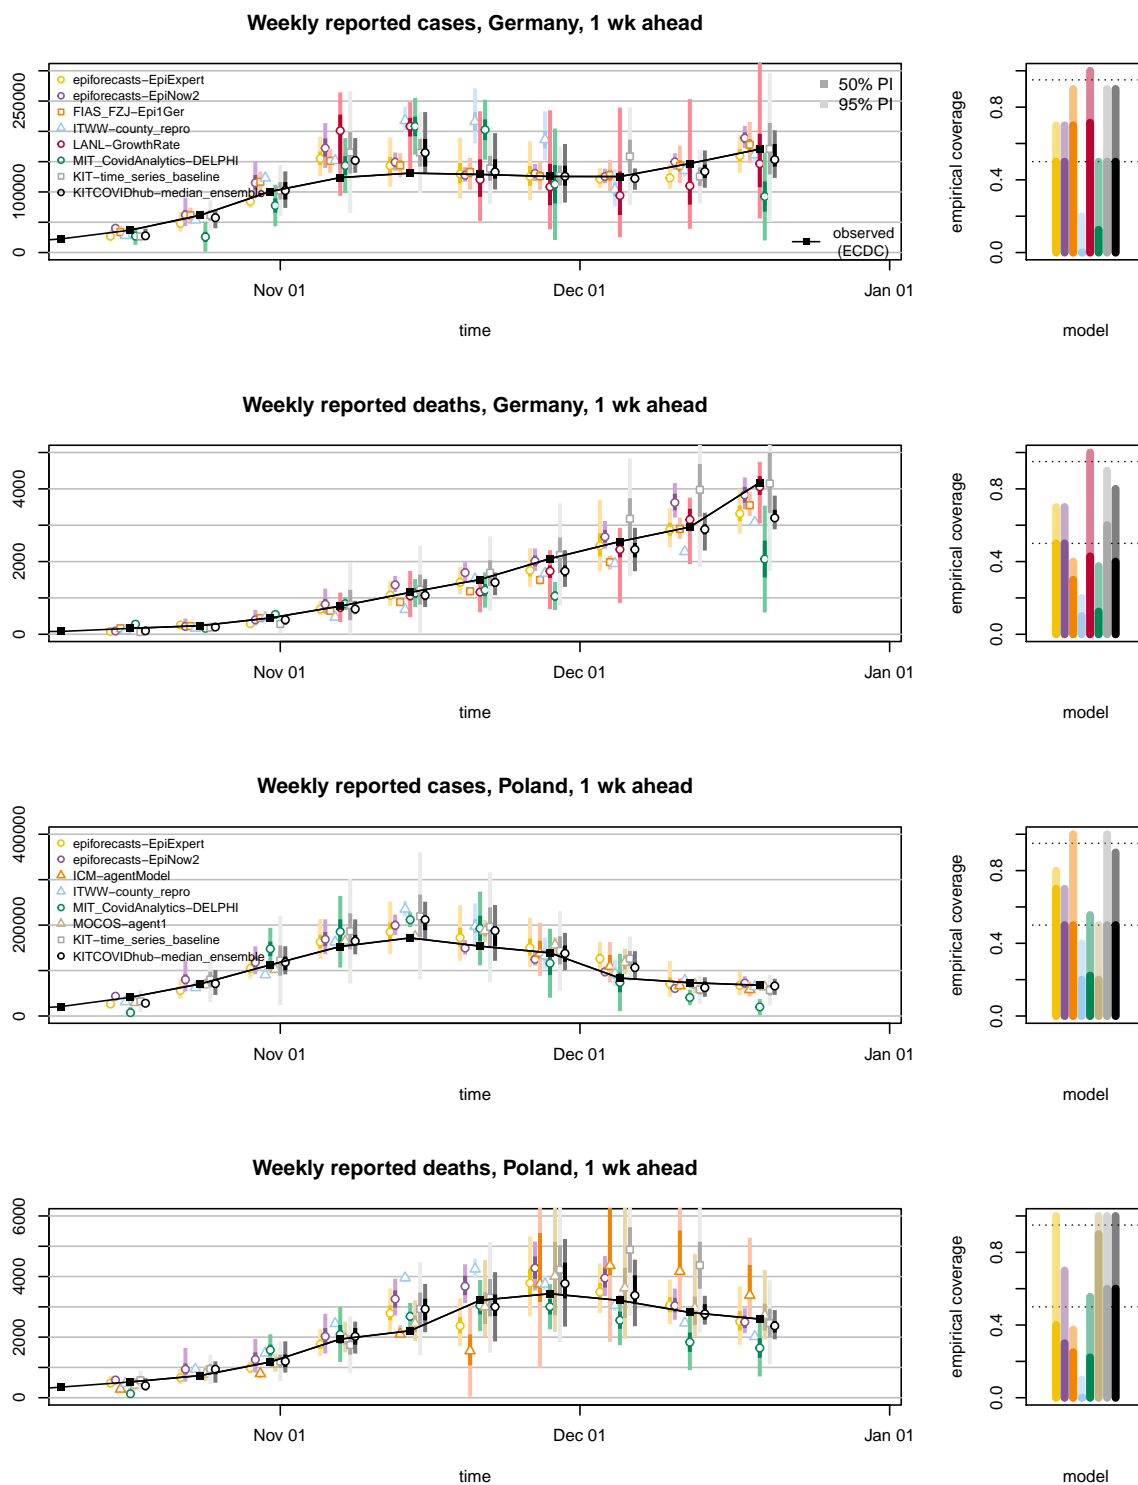 Weekly reported cases, Germany, 1 wk ahead
0
100000
250000
epiforecasts−EpiExpert
epiforecasts−EpiNow2
FIAS_FZJ−Epi1Ger
ITWW−county_repro
LANL−GrowthRate
MIT_CovidAnalytics−DELPHI
KIT−time_series_baseline
KITCOVIDhub−median_ensemble
50% PI
95% PI
observed
(ECDC)
Nov 01
Dec 01
Jan 01
time
empirical coverage
0.0
0.4
0.8
model
Weekly reported deaths, Germany, 1 wk ahead
0
2000
4000
Nov 01
Dec 01
Jan 01
time
empirical coverage
0.0
0.4
0.8
model
Weekly reported cases, Poland, 1 wk ahead
0
200000
400000
epiforecasts−EpiExpert
epiforecasts−EpiNow2
ICM−agentModel
ITWW−county_repro
MIT_CovidAnalytics−DELPHI
MOCOS−agent1
KIT−time_series_baseline
KITCOVIDhub−median_ensemble
Nov 01
Dec 01
Jan 01
time
empirical coverage
0.0
0.4
0.8
model
Weekly reported deaths, Poland, 1 wk ahead
0
2000
4000
6000
Nov 01
Dec 01
Jan 01
time
empirical coverage
0.0
0.4
0.8
model